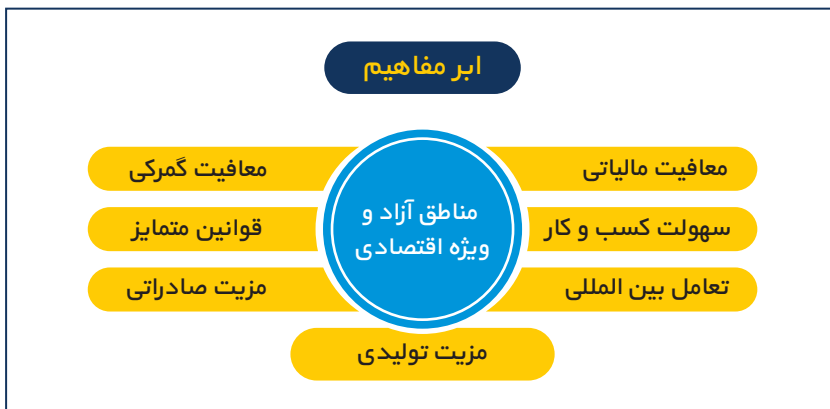 ابر مفاهیم
معافیت مالیاتی
معافیت گمرکی
مناطق آزاد و
ویژه اقتصادی
سهولت کسب و کار
قوانین متمایز
تعامل بین المللی
مزیت صادراتی
مزیت تولیدی